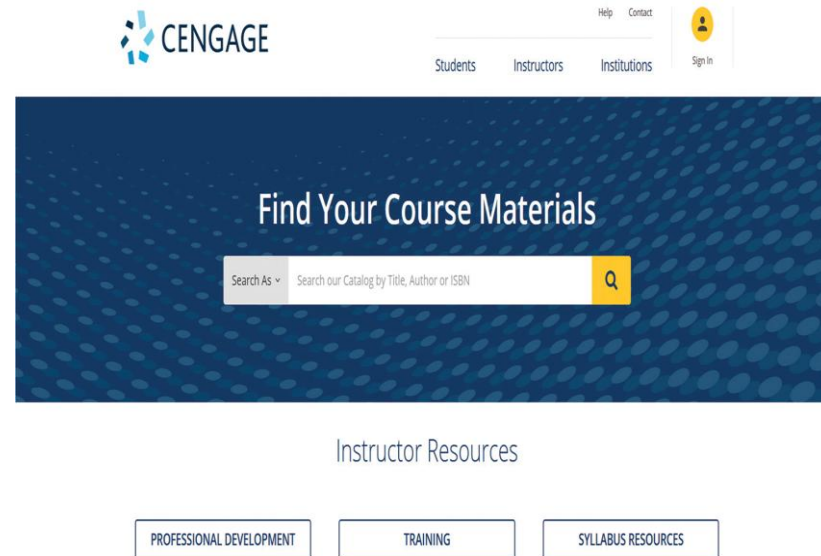 Help Contact
CENGAGE
Students Instructors Institutions
Sign In
Find Your Course Materials
Search As Search our Catalog by Title, Author or ISBN
Instructor Resources
PROFESSIONAL DEVELOPMENT TRAINING SYLLABUS RESOURCES